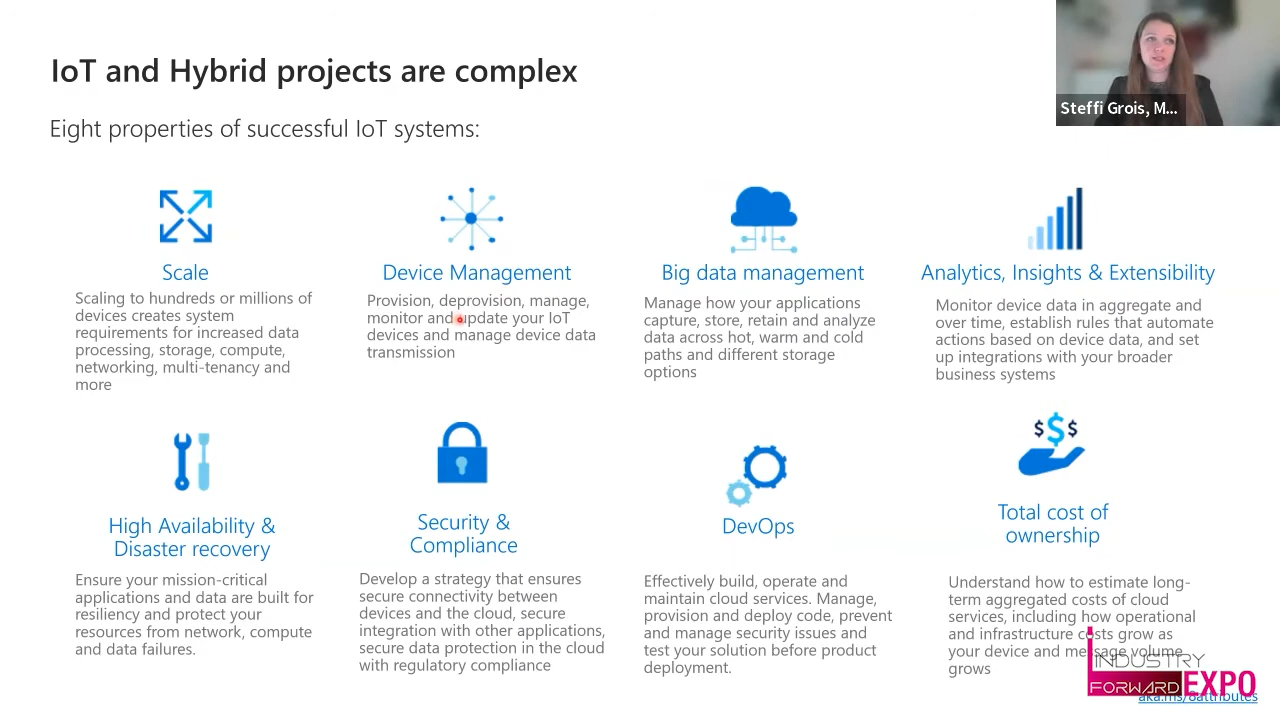 IoT and Hybrid projects are complex
Eight properties of successful IoT systems:
Steffi Grois, M...
Scale
Scaling to hundreds or millions of
devices creates system
requirements for increased data
processing, storage, compute,
networking, multi-tenancy and
more
Device Management
Provision, deprovision, manage,
monitor and update your IoT
devices and manage device data
transmission
Big data management
Manage how your applications
capture, store, retain and analyze
data across hot, warm and cold
paths and different storage
options
Analytics, Insights & Extensibility
Monitor device data in aggregate and
over time, establish rules that automate
actions based on device data, and set
up integrations with your broader
business systems
High Availability &
Disaster recovery
Ensure your mission-critical
applications and data are built for
resiliency and protect your
resources from network, compute
and data failures.
Security &
Compliance
Develop a strategy that ensures
secure connectivity between
devices and the cloud, secure
integration with other applications,
secure data protection in the cloud
with regulatory compliance
DevOps
Effectively build, operate and
maintain cloud services. Manage,
provision and deploy code, prevent
and manage security issues and
test your solution before product
deployment.
$$$
Total cost of
ownership
Understand how to estimate long-
term aggregated costs of cloud
services, including how operational
and infrastructure costs grow as
your device and message volume
grows
INDUSTRY
FORWARD EXPO
aka.ms/8attributes